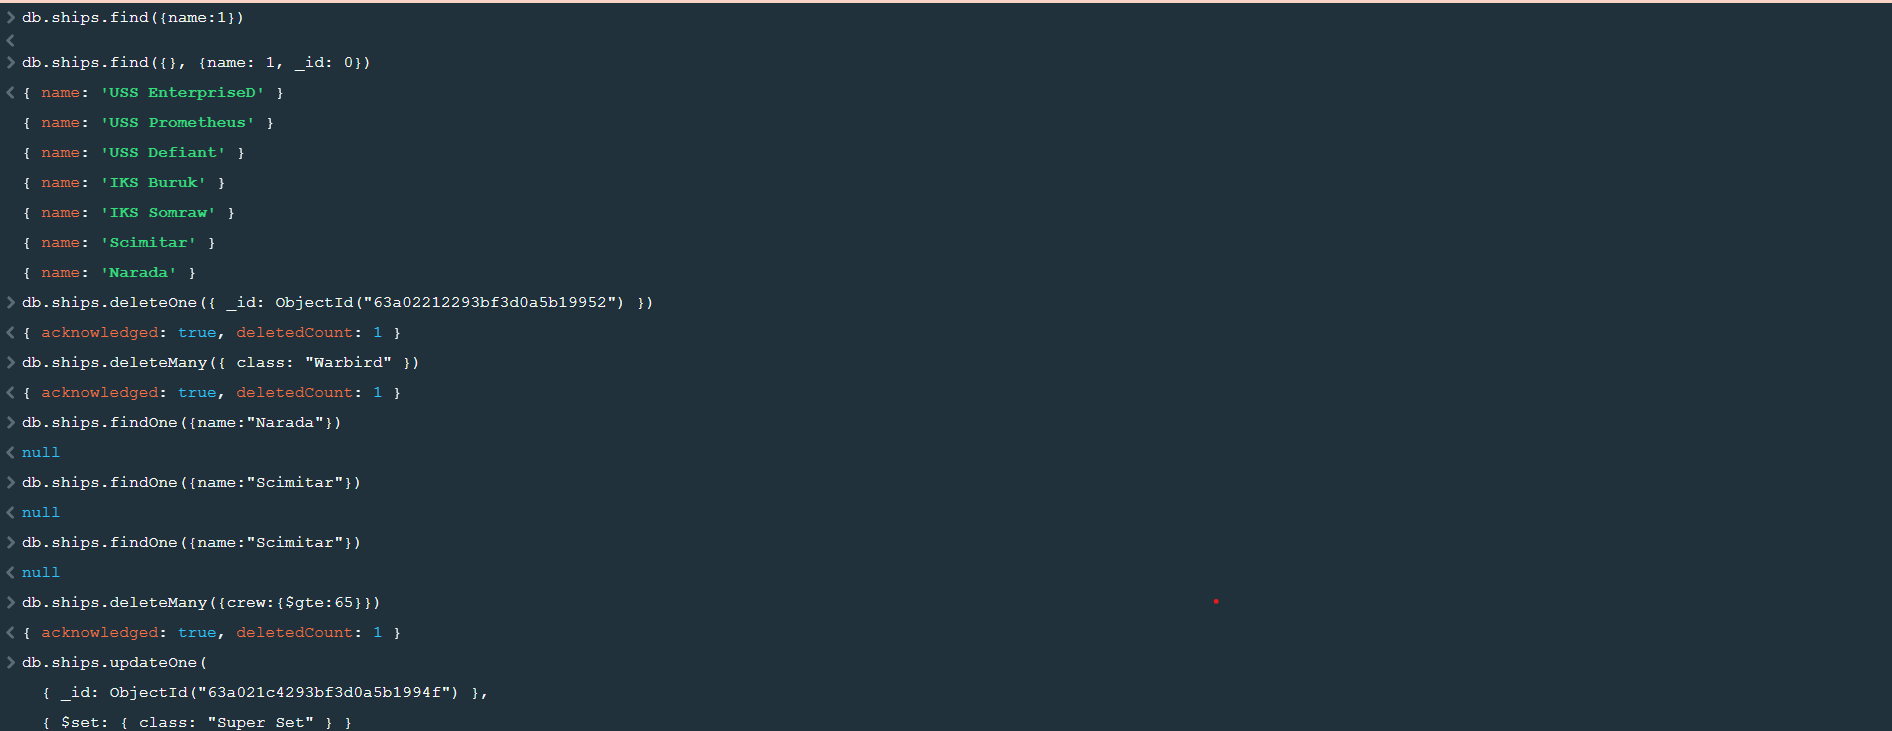 > db.ships.find({name:1})
<
> db.ships.find({}, {name: 1, _id: 0})
< { name: 'USS EnterpriseD' }
{ name: 'USS Prometheus' }
{ name: 'USS Defiant' }
{ name: 'IKS Buruk' }
{ name: 'IKS Somraw' }
{ name: 'Scimitar' }
{ name: 'Narada' }
> db.ships.deleteOne({ _id: ObjectId("63a02212293bf3d0a5b19952") })
< { acknowledged: true, deletedCount: 1 }
> db.ships.deleteMany({ class: "Warbird" })
< { acknowledged: true, deletedCount: 1 }
> db.ships.findOne({name:"Narada"})
< null
> db.ships.findOne({name:"Scimitar"})
< null
> db.ships.findOne({name:"Scimitar"})
< null
> db.ships.deleteMany({crew:{$gte:65}})
< { acknowledged: true, deletedCount: 1 }
> db.ships.updateOne(
{ _id: ObjectId("63a021c4293bf3d0a5b1994f") },
{ $set: { class: "Super Set" } }